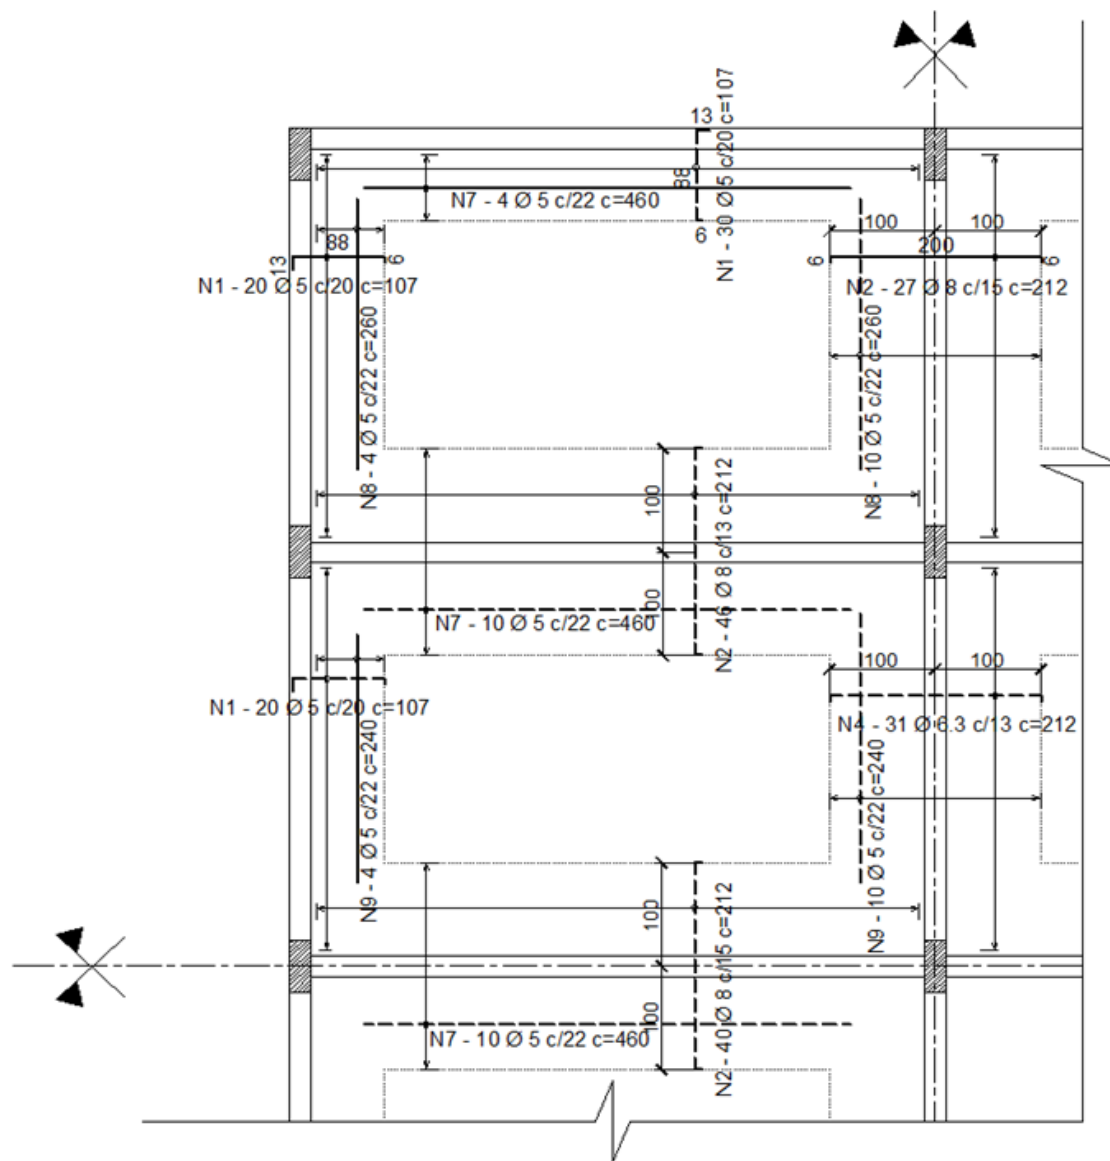 13
N1 - 30 Ø 5 c/20 c=107
88
6
N7 - 4 Ø 5 c/22 c=460
100
100
200
6
6
N2 - 27 Ø 8 c/15 c=212
88
13
6
N1 - 20 Ø 5 c/20 c=107
N8 - 4 Ø 5 c/22 c=260
N8 - 10 Ø 5 c/22 c=260
100
100
N2 - 46 Ø 8 c/13 c=212
N7 - 10 Ø 5 c/22 c=460
100
100
N1 - 20 Ø 5 c/20 c=107
N4 - 31 Ø 6.3 c/13 c=212
N9 - 4 Ø 5 c/22 c=240
N9 - 10 Ø 5 c/22 c=240
100
100
N2 - 40 Ø 8 c/15 c=212
N7 - 10 Ø 5 c/22 c=460